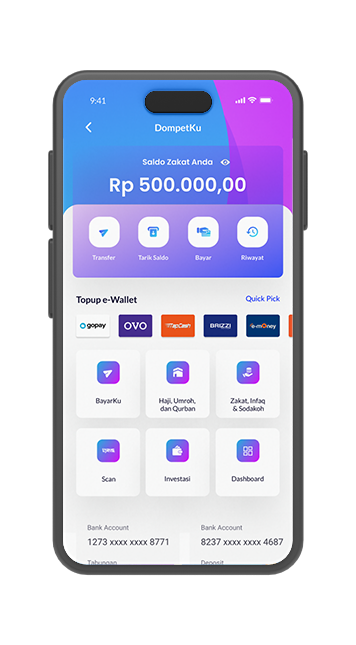 9:41
DompetKu
Saldo Zakat Anda
Rp 500.000,00
Transfer
Tarik Saldo
Bayar
Riwayat
Topup e-Wallet
Quick Pick
gopay
OVO
TapCash
BRIZZI
e-money
BayarKu
Haji, Umroh,
dan Qurban
Zakat, Infaq
& Sodakoh
Scan
Investasi
Dashboard
Bank Account
1273 xxxx xxxx 8771
Tabungan
Bank Account
8237 xxxx xxxx 4687
Deposit